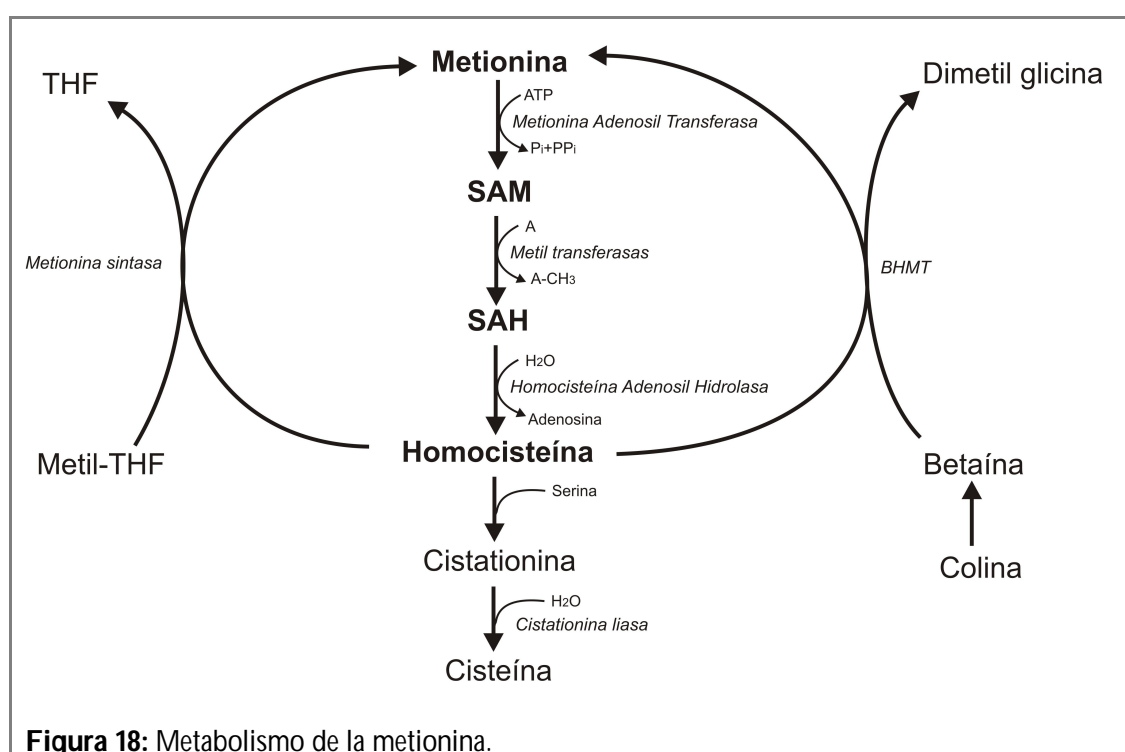 Metionina
THF
Dimetil glicina
ATP
Metionina Adenosil Transferasa
Pi+PPi
SAM
A
Metil transferasas
A-CH3
Metionina sintasa
BHMT
SAH
H2O
Homocisteína Adenosil Hidrolasa
Adenosina
Homocisteína
Metil-THF
Betaína
Serina
Cistationina
Colina
H2O
Cistationina liasa
Cisteína
Figura 18: Metabolismo de la metionina.